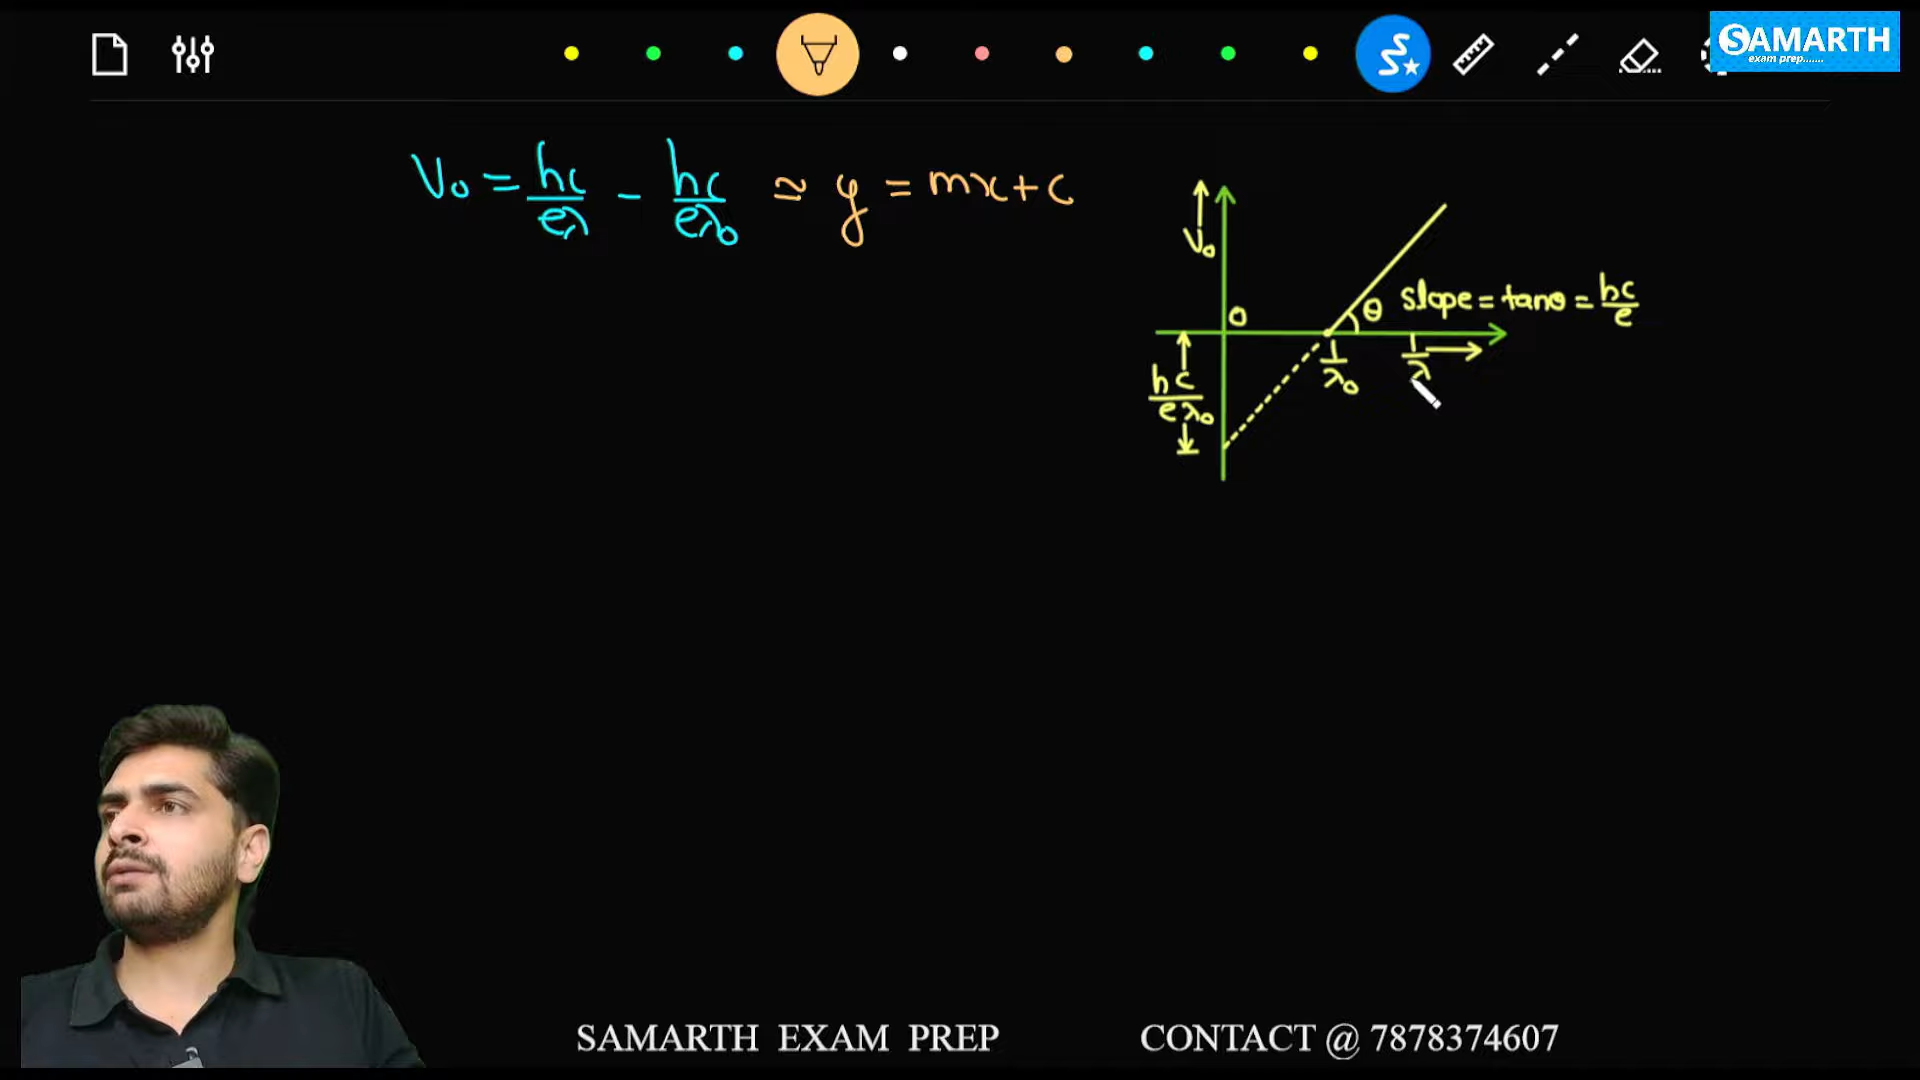 SAMARTH
exam prep.......
V₀ = hc/eλ - hc/eλ₀ ≃ y = mx + c
V₀
O
θ slope = tanθ = hc/e
hc/eλ₀
1/λ₀
1/λ
SAMARTH EXAM PREP CONTACT @ 7878374607